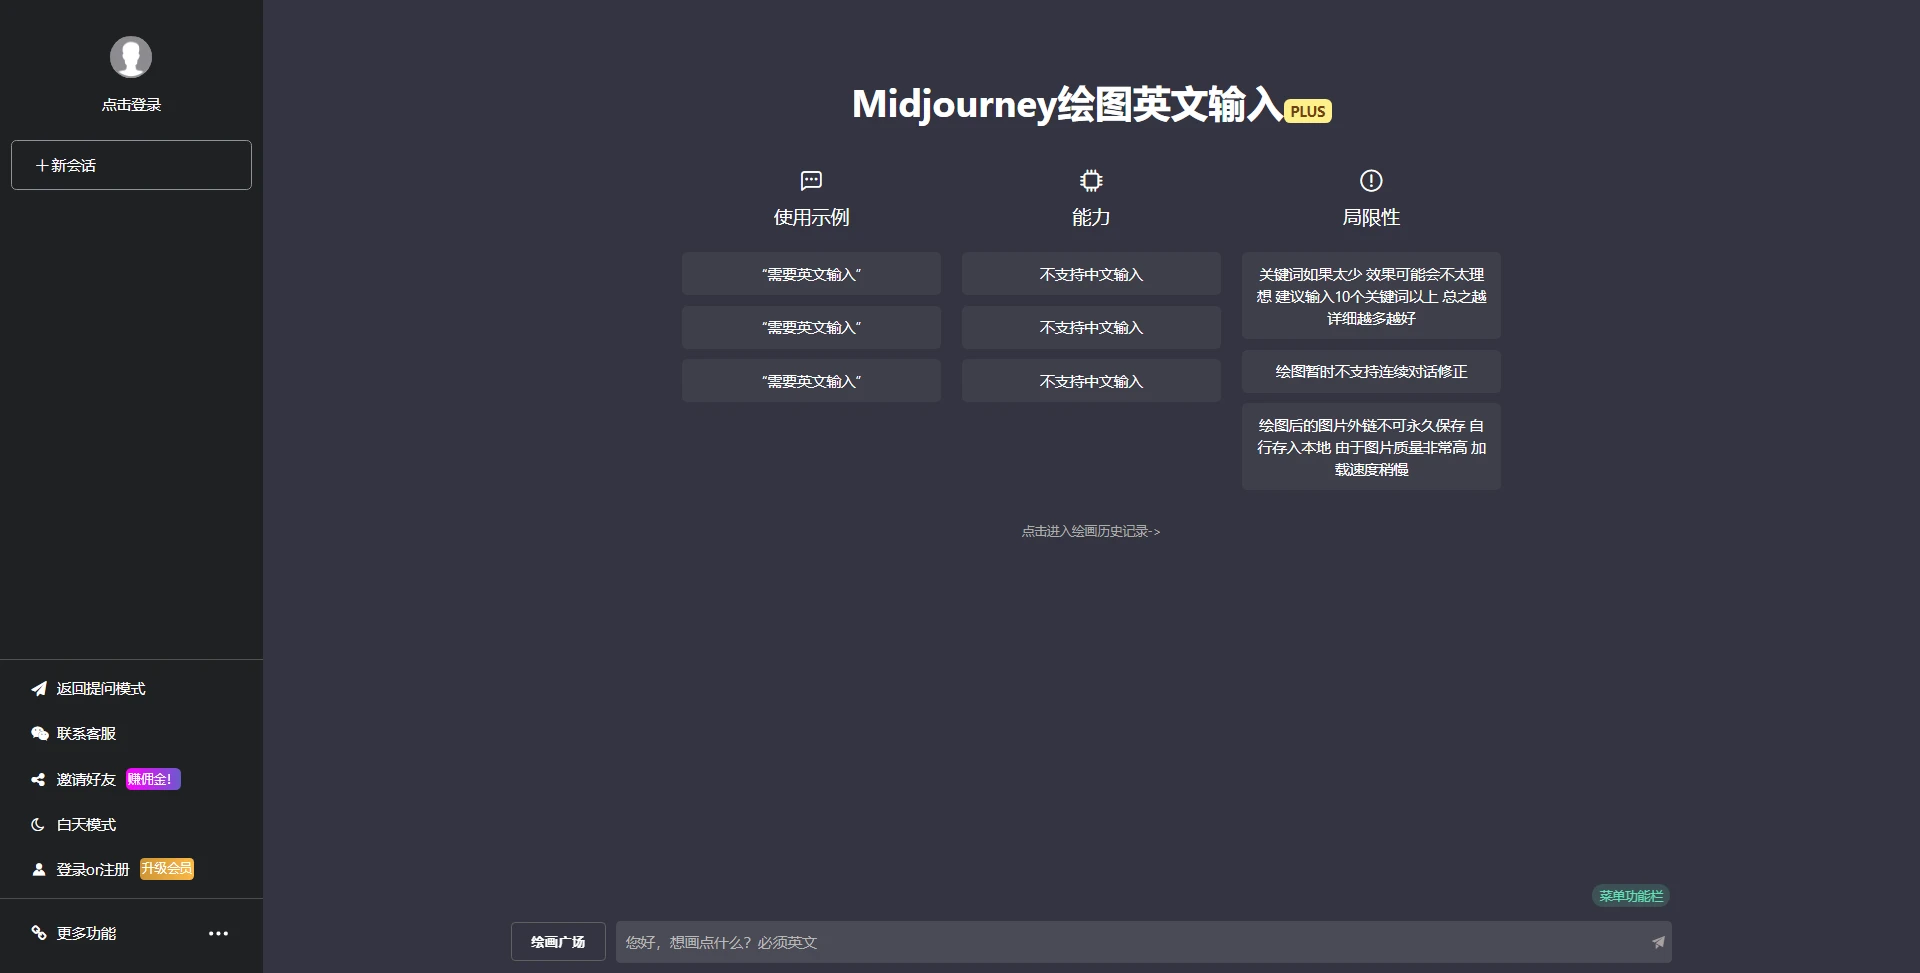 点击登录
新会话
返回提问模式
联系客服
邀请好友 赚佣金!
白天模式
登录or注册 升级会员
更多功能
Midjourney绘图英文输入PLUS
使用示例
“需要英文输入”
“需要英文输入”
“需要英文输入”
能力
不支持中文输入
不支持中文输入
不支持中文输入
局限性
关键词如果太少 效果可能会不太理
想 建议输入10个关键词以上 总之越
详细越多越好
绘图暂时不支持连续对话修正
绘图后的图片外链不可永久保存 自
行存入本地 由于图片质量非常高 加
载速度稍慢
点击进入绘画历史记录->
菜单功能栏
绘画广场
您好，想画点什么？必须英文